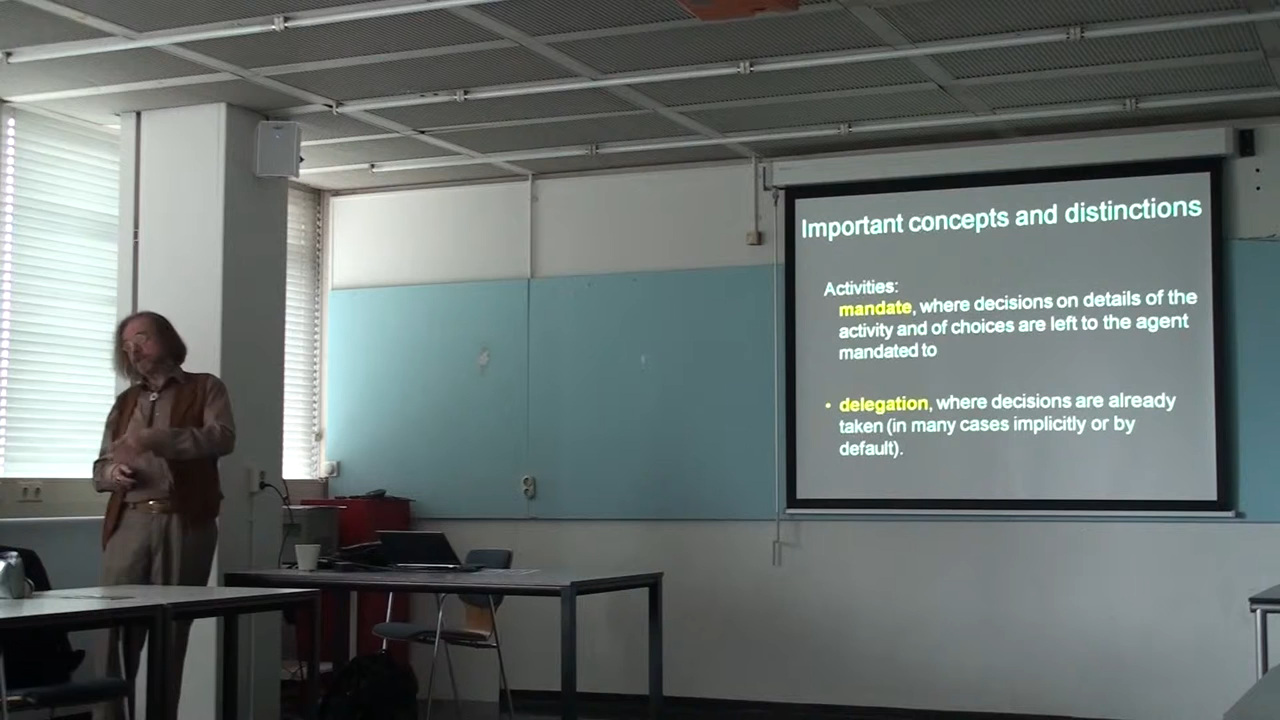 Important concepts and distinctions
Activities:
mandate, where decisions on details of the
activity and of choices are left to the agent
mandated to
• delegation, where decisions are already
taken (in many cases implicitly or by
default).